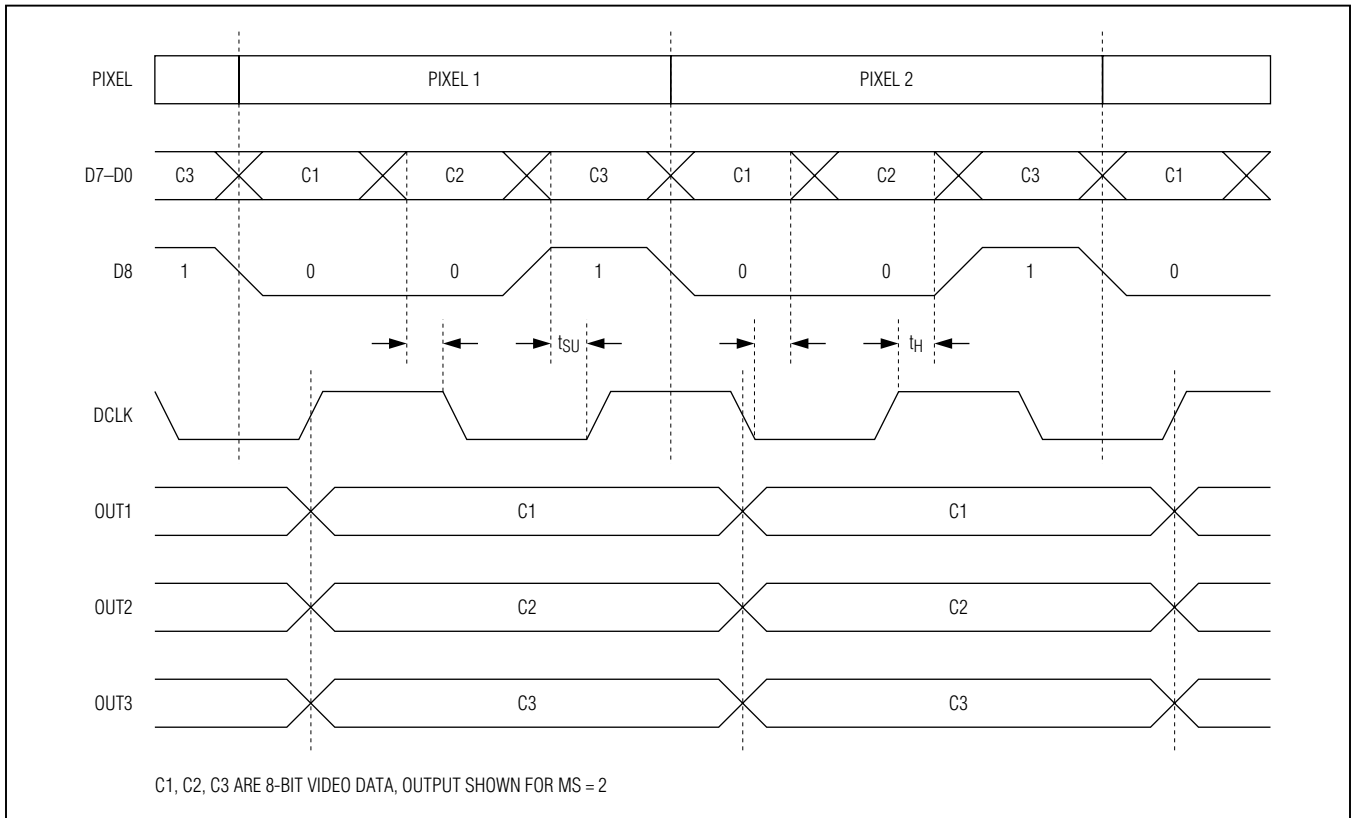 PIXEL PIXEL 1 PIXEL 2
D7–D0 C3 C1 C2 C3 C1 C2 C3 C1
D8 1 0 0 1 0 0 1 0
tSU tH
DCLK
OUT1 C1 C1
OUT2 C2 C2
OUT3 C3 C3
C1, C2, C3 ARE 8-BIT VIDEO DATA, OUTPUT SHOWN FOR MS = 2